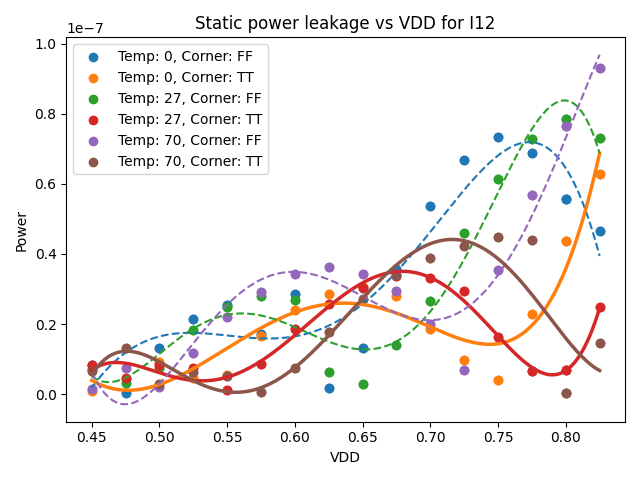 Static power leakage vs VDD for I12
1e−7
Temp: 0, Corner: FF
Temp: 0, Corner: TT
Temp: 27, Corner: FF
Temp: 27, Corner: TT
Temp: 70, Corner: FF
Temp: 70, Corner: TT
1.0
0.8
0.6
0.4
0.2
0.0
Power
0.45 0.50 0.55 0.60 0.65 0.70 0.75 0.80
VDD